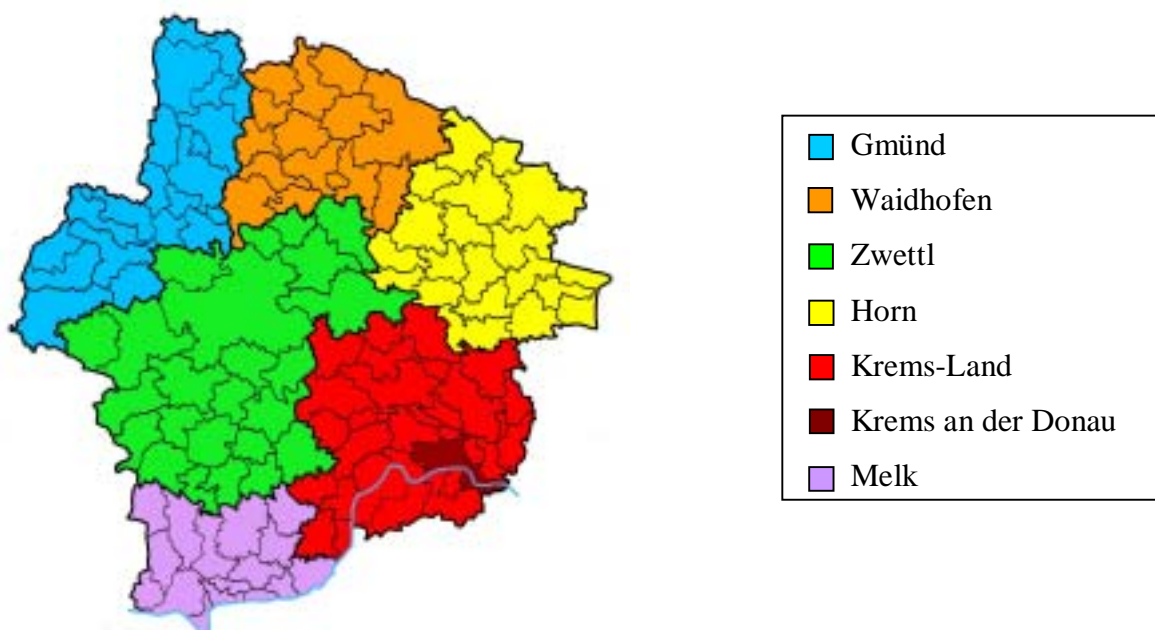 Gmünd
Waidhofen
Zwettl
Horn
Krems-Land
Krems an der Donau
Melk